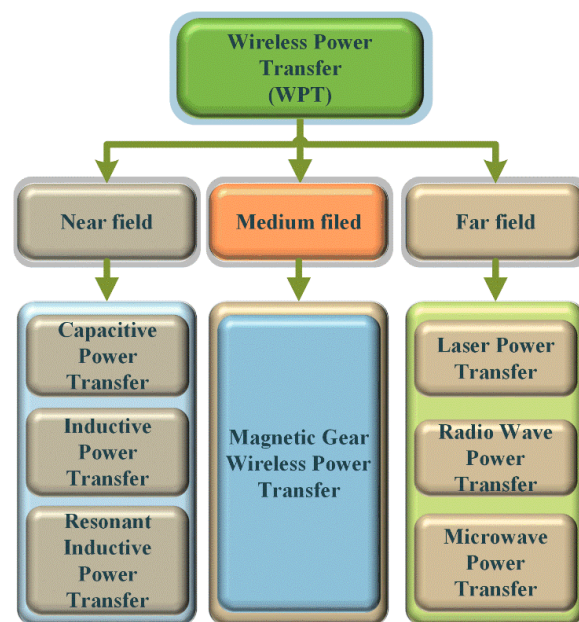 Wireless Power
Transfer
(WPT)
Near field
Medium filed
Far field
Capacitive
Power
Transfer
Inductive
Power
Transfer
Resonant
Inductive
Power
Transfer
Magnetic Gear
Wireless Power
Transfer
Laser Power
Transfer
Radio Wave
Power
Transfer
Microwave
Power
Transfer